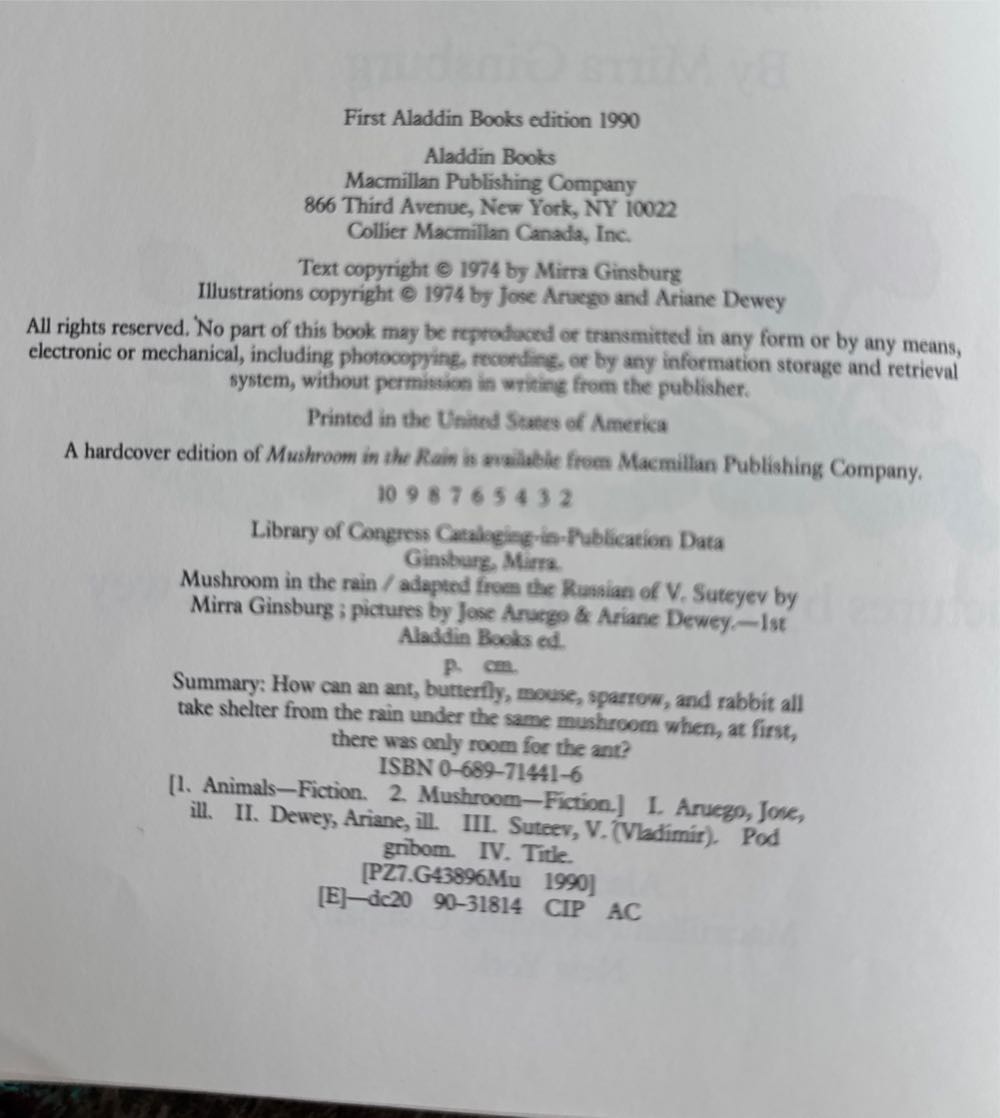 By Mirra Ginsburg
First Aladdin Books edition 1990
Aladdin Books
Macmillan Publishing Company
866 Third Avenue, New York, NY 10022
Collier Macmillan Canada, Inc.
Text copyright © 1974 by Mirra Ginsburg
Illustrations copyright © 1974 by Jose Aruego and Ariane Dewey
All rights reserved. No part of this book may be reproduced or transmitted in any form or by any means,
electronic or mechanical, including photocopying, recording, or by any information storage and retrieval
system, without permission in writing from the publisher.
Printed in the United States of America
A hardcover edition of Mushroom in the Rain is available from Macmillan Publishing Company.
10 9 8 7 6 5 4 3 2
Library of Congress Cataloging-in-Publication Data
Ginsburg, Mirra.
Mushroom in the rain / adapted from the Russian of V. Suteyev by
Mirra Ginsburg ; pictures by Jose Aruego & Ariane Dewey.—1st
Aladdin Books ed.
p. cm.
Summary: How can an ant, butterfly, mouse, sparrow, and rabbit all
take shelter from the rain under the same mushroom when, at first,
there was only room for the ant?
ISBN 0-689-71441-6
[1. Animals—Fiction. 2. Mushroom—Fiction.] I. Aruego, Jose,
ill. II. Dewey, Ariane, ill. III. Suteev, V. (Vladimir). Pod
gribom. IV. Title.
[PZ7.G43896Mu 1990]
[E]—dc20 90-31814 CIP AC